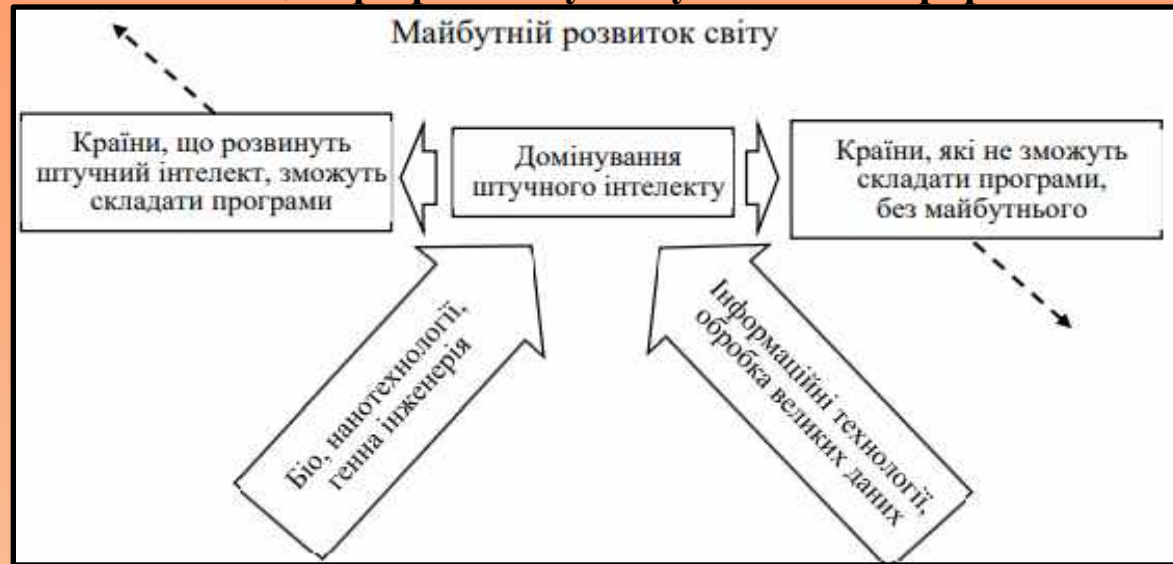 Майбутній розвиток світу
Країни, що розвинуть
штучний інтелект, зможуть
складати програми
Домінування
штучного інтелекту
Країни, які не зможуть
складати програми,
без майбутнього
Біо, нанотехнології,
генна інженерія
Інформаційні технології,
обробка великих даних